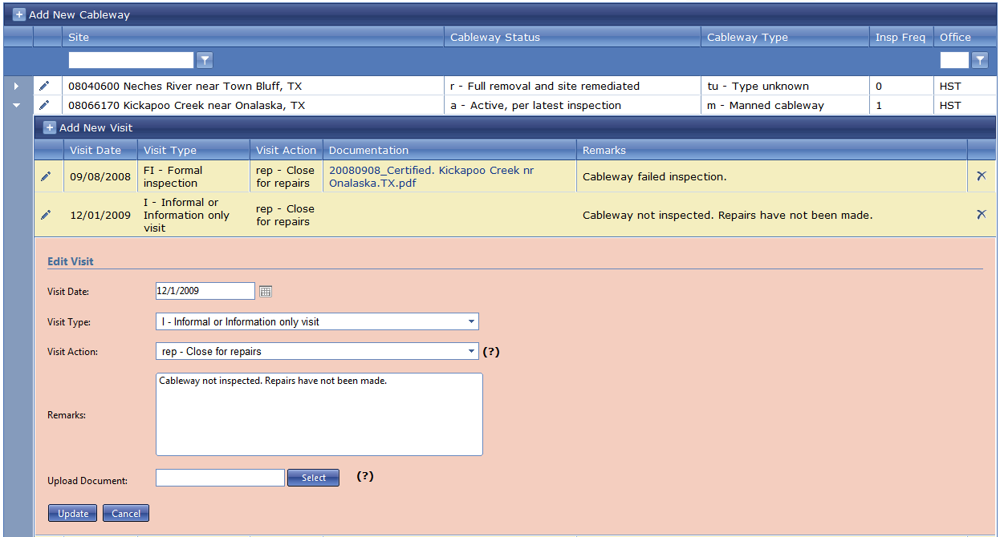 + Add New Cableway
Site Cableway Status Cableway Type Insp Freq Office
08040600 Neches River near Town Bluff, TX r - Full removal and site remediated tu - Type unknown 0 HST
08066170 Kickapoo Creek near Onalaska, TX a - Active, per latest inspection m - Manned cableway 1 HST
+ Add New Visit
Visit Date Visit Type Visit Action Documentation Remarks
09/08/2008 FI - Formal inspection rep - Close for repairs 20080908_Certified. Kickapoo Creek nr Onalaska.TX.pdf Cableway failed inspection.
12/01/2009 I - Informal or Information only visit rep - Close for repairs Cableway not inspected. Repairs have not been made.
Edit Visit
Visit Date: 12/1/2009
Visit Type: I - Informal or Information only visit
Visit Action: rep - Close for repairs (?)
Remarks: Cableway not inspected. Repairs have not been made.
Upload Document: Select (?)
Update Cancel